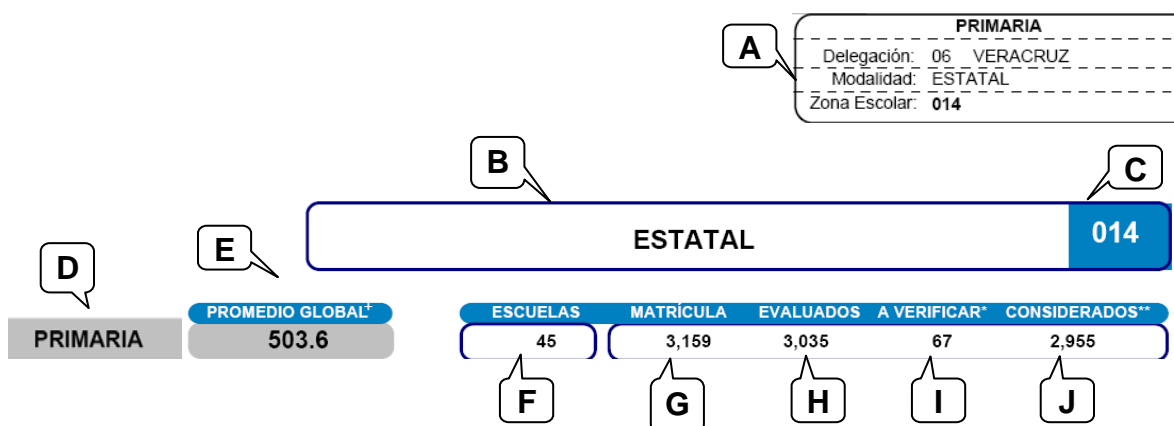 A
PRIMARIA
Delegación: 06 VERACRUZ
Modalidad: ESTATAL
Zona Escolar: 014
B
C
ESTATAL
014
D
E
PROMEDIO GLOBAL+
ESCUELAS
MATRÍCULA
EVALUADOS
A VERIFICAR*
CONSIDERADOS**
PRIMARIA
503.6
45
3,159
3,035
67
2,955
F
G
H
I
J